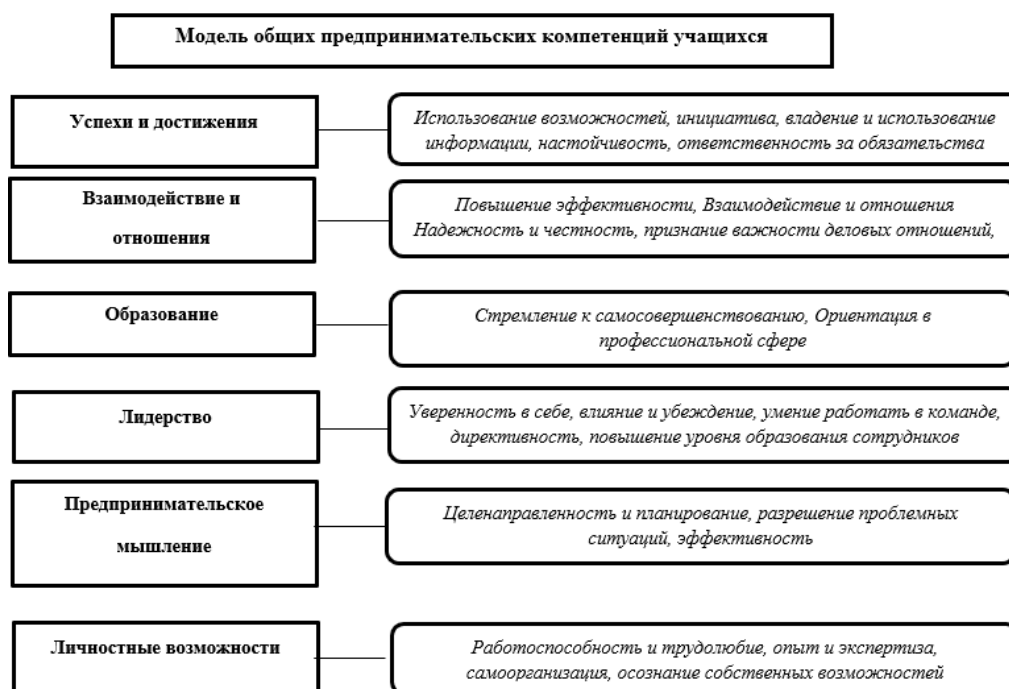 Модель общих предпринимательских компетенций учащихся
Успехи и достижения
Использование возможностей, инициатива, владение и использование
информации, настойчивость, ответственность за обязательства
Взаимодействие и
отношения
Повышение эффективности, Взаимодействие и отношения
Надежность и честность, признание важности деловых отношений,
Образование
Стремление к самосовершенствованию, Ориентация в
профессиональной сфере
Лидерство
Уверенность в себе, влияние и убеждение, умение работать в команде,
директивность, повышение уровня образования сотрудников
Предпринимательское
мышление
Целенаправленность и планирование, разрешение проблемных
ситуаций, эффективность
Личностные возможности
Работоспособность и трудолюбие, опыт и экспертиза,
самоорганизация, осознание собственных возможностей